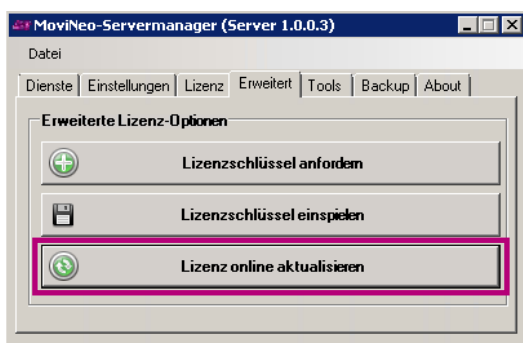 MoviNeo-Servermanager (Server 1.0.0.3)
Datei
Dienste Einstellungen Lizenz Erweitert Tools Backup About
Erweiterte Lizenz-Optionen
Lizenzschlüssel anfordern
Lizenzschlüssel einspielen
Lizenz online aktualisieren